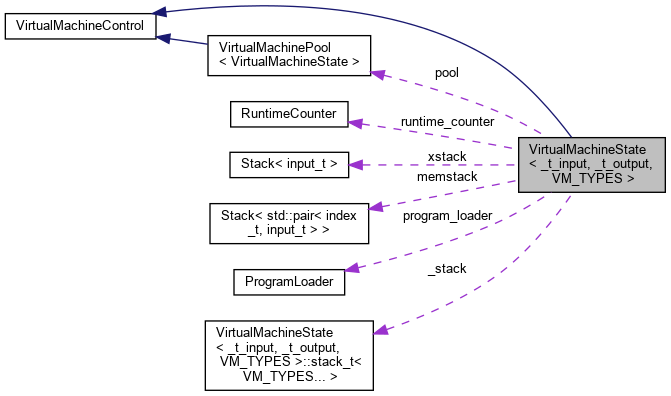 VirtualMachineControl
VirtualMachinePool
< VirtualMachineState >
pool
RuntimeCounter
runtime_counter
VirtualMachineState
< _t_input, _t_output,
VM_TYPES >
Stack< input_t >
xstack
memstack
Stack< std::pair< index
_t, input_t > >
program_loader
ProgramLoader
_stack
VirtualMachineState
< _t_input, _t_output,
VM_TYPES >::stack_t<
VM_TYPES... >